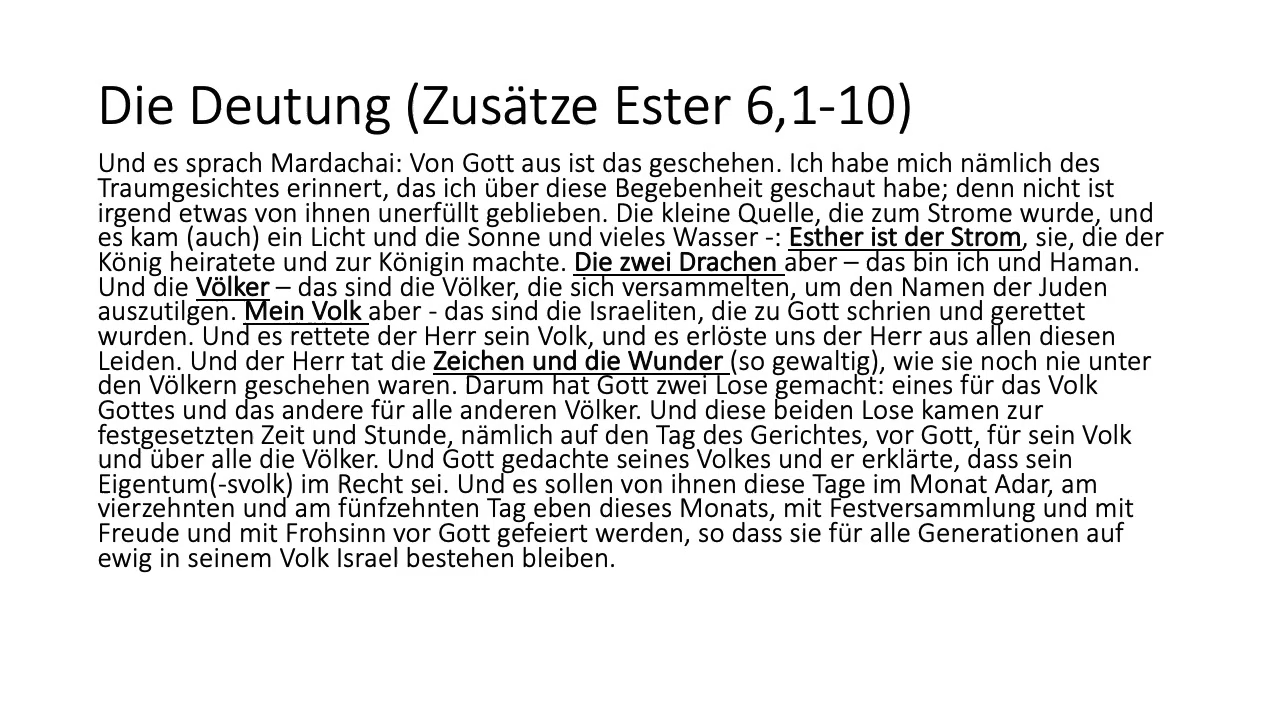 Die Deutung (Zusätze Ester 6,1-10)
Und es sprach Mardachai: Von Gott aus ist das geschehen. Ich habe mich nämlich des
Traumgesichtes erinnert, das ich über diese Begebenheit geschaut habe; denn nicht ist
irgend etwas von ihnen unerfüllt geblieben. Die kleine Quelle, die zum Strome wurde, und
es kam (auch) ein Licht und die Sonne und vieles Wasser -: Esther ist der Strom, sie, die der
König heiratete und zur Königin machte. Die zwei Drachen aber – das bin ich und Haman.
Und die Völker – das sind die Völker, die sich versammelten, um den Namen der Juden
auszutilgen. Mein Volk aber - das sind die Israeliten, die zu Gott schrien und gerettet
wurden. Und es rettete der Herr sein Volk, und es erlöste uns der Herr aus allen diesen
Leiden. Und der Herr tat die Zeichen und die Wunder (so gewaltig), wie sie noch nie unter
den Völkern geschehen waren. Darum hat Gott zwei Lose gemacht: eines für das Volk
Gottes und das andere für alle anderen Völker. Und diese beiden Lose kamen zur
festgesetzten Zeit und Stunde, nämlich auf den Tag des Gerichtes, vor Gott, für sein Volk
und über alle die Völker. Und Gott gedachte seines Volkes und er erklärte, dass sein
Eigentum(-svolk) im Recht sei. Und es sollen von ihnen diese Tage im Monat Adar, am
vierzehnten und am fünfzehnten Tag eben dieses Monats, mit Festversammlung und mit
Freude und mit Frohsinn vor Gott gefeiert werden, so dass sie für alle Generationen auf
ewig in seinem Volk Israel bestehen bleiben.